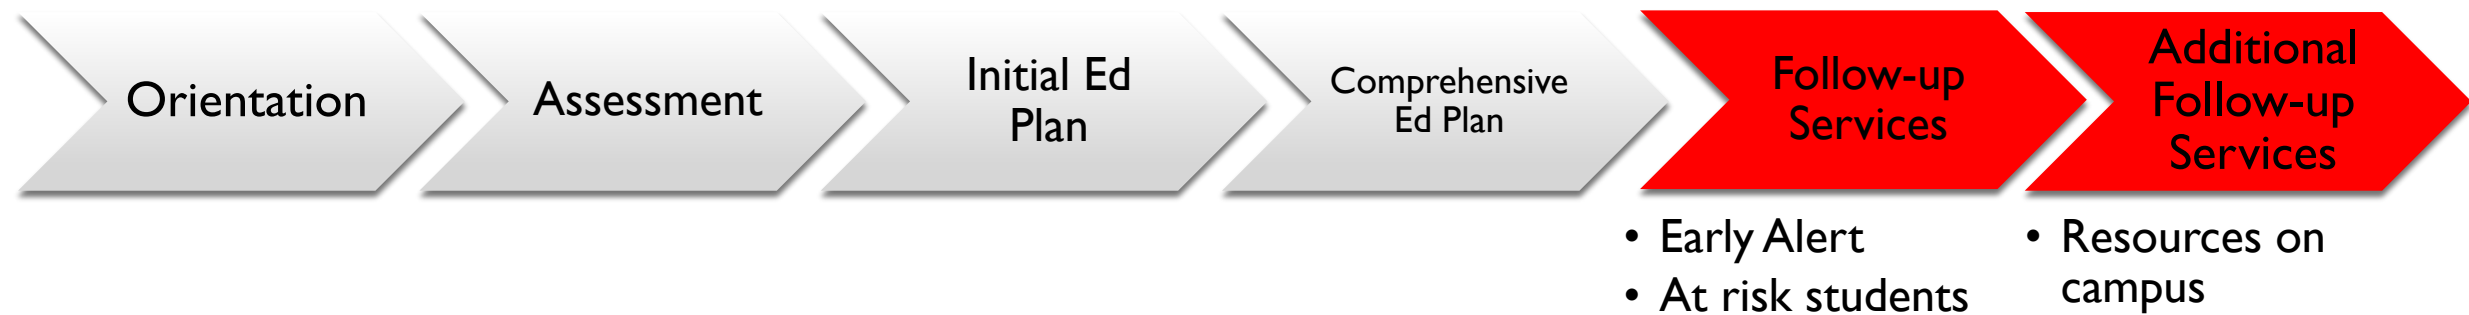 Orientation
Assessment
Initial Ed
Plan
Comprehensive
Ed Plan
Follow-up
Services
Additional
Follow-up
Services
• Early Alert
• At risk students
• Resources on
campus